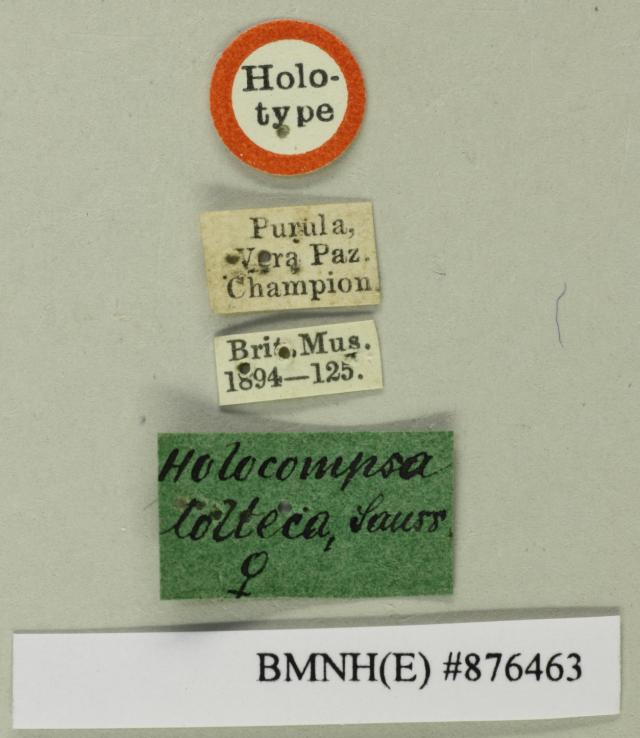 Holo-
type
Purula,
Vera Paz.
Champion.
Brit. Mus.
1894—125.
Holocompsa
tolteca, Sauss.
♀
BMNH(E) #876463